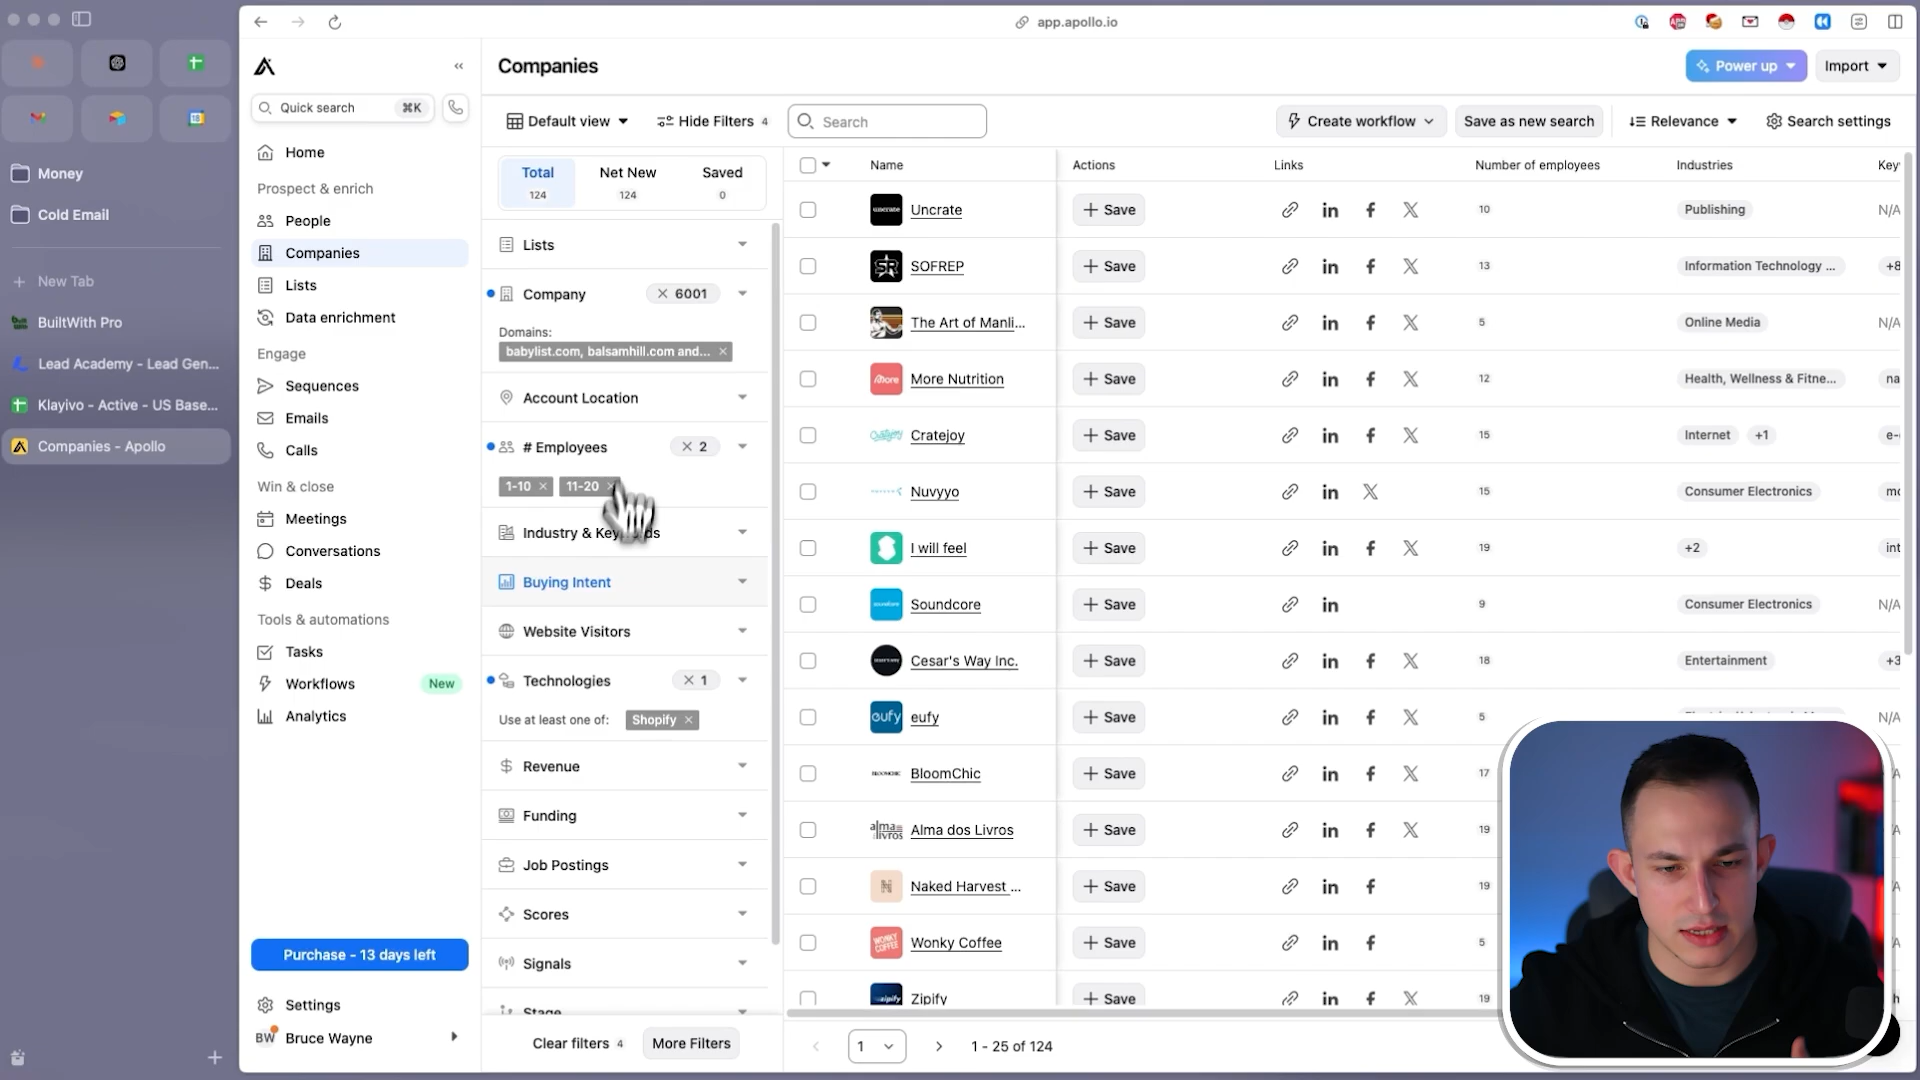 app.apollo.io
Quick search ⌘K
Home
Prospect & enrich
People
Companies
Lists
Data enrichment
Engage
Sequences
Emails
Calls
Win & close
Meetings
Conversations
Deals
Tools & automations
Tasks
Workflows New
Analytics
Purchase - 13 days left
Settings
BW Bruce Wayne
Money
Cold Email
New Tab
BuiltWith Pro
Lead Academy - Lead Gen...
Klayivo - Active - US Base...
Companies - Apollo
Companies
Power up
Import
Default view
Hide Filters 4
Search
Create workflow
Save as new search
Relevance
Search settings
Total 124
Net New 124
Saved 0
Lists
Company 6001
Domains:
babylist.com, balsamhill.com and...
Account Location
# Employees 2
1-10 11-20
Industry & Keywords
Buying Intent
Website Visitors
Technologies 1
Use at least one of: Shopify
Revenue
Funding
Job Postings
Scores
Signals
Stage
Clear filters 4 More Filters
Name Actions Links Number of employees Industries Key
Uncrate + Save 10 Publishing N/A
SOFREP + Save 13 Information Technology ... +8
The Art of Manli... + Save 5 Online Media N/A
More Nutrition + Save 12 Health, Wellness & Fitne... na
Cratejoy + Save 15 Internet +1 e-
Nuvyyo + Save 15 Consumer Electronics mo
I will feel + Save 19 +2 int
Soundcore + Save 9 Consumer Electronics N/A
Cesar's Way Inc. + Save 18 Entertainment +3
eufy + Save 5 N/A
BloomChic + Save 17
Alma dos Livros + Save 19
Naked Harvest ... + Save 19
Wonky Coffee + Save 5
Zipify + Save 19
1 1 - 25 of 124